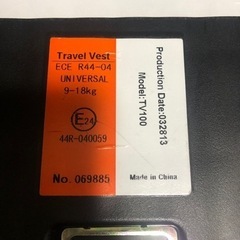 Travel Vest
ECE R44-04
UNIVERSAL
9-18kg
E24
44R-040059
No. 069885
Production Date:032813
Model:TV100
Made in China